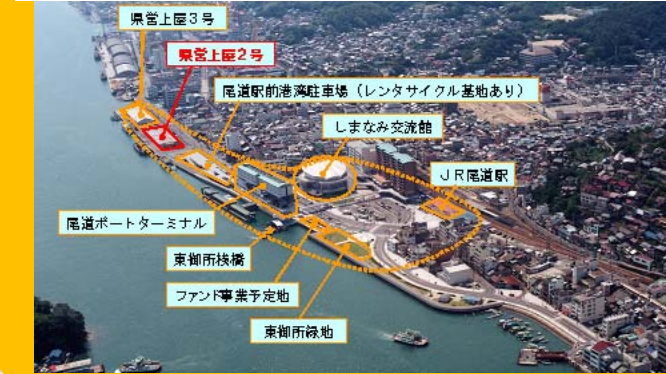 県営上屋3号
県営上屋2号
尾道駅前港湾駐車場（レンタサイクル基地あり）
しまなみ交流館
ＪＲ尾道駅
尾道ポートターミナル
東御所桟橋
ファンド事業予定地
東御所緑地